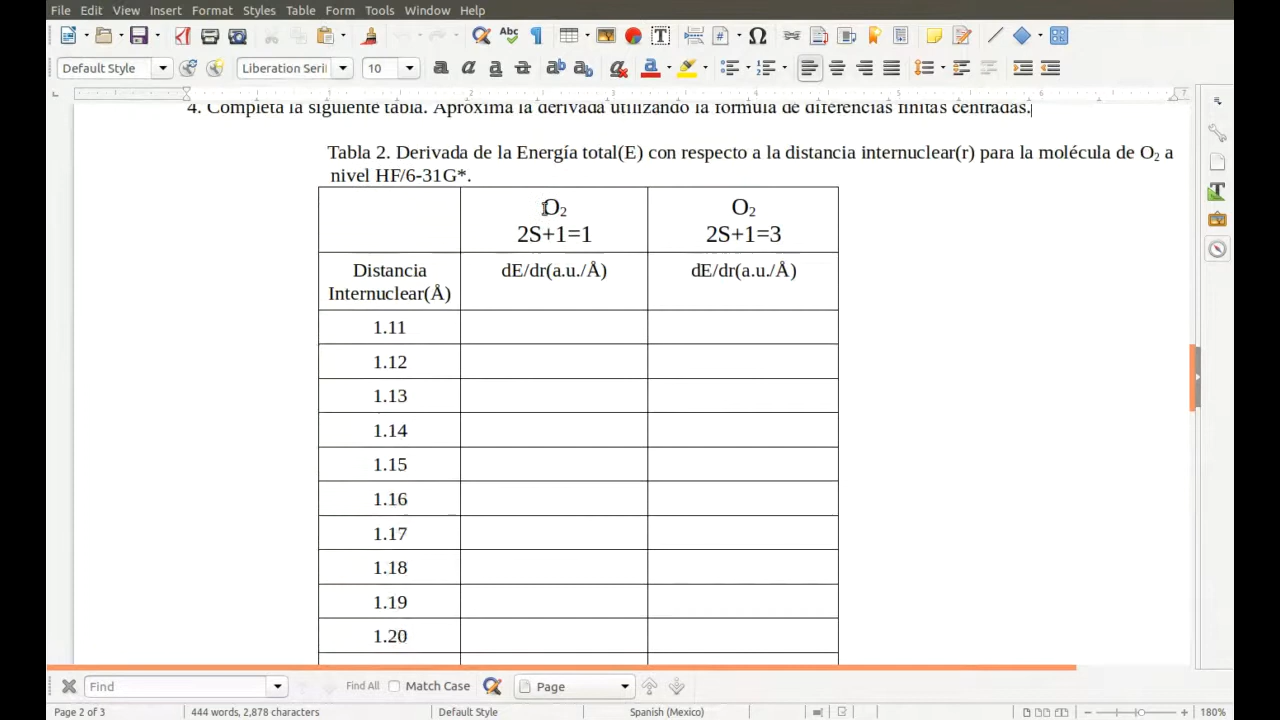 File Edit View Insert Format Styles Table Form Tools Window Help
Default Style Liberation Seri 10
4. Completa la siguiente tabla. Aproxima la derivada utilizando la fórmula de diferencias finitas centradas.
Tabla 2. Derivada de la Energía total(E) con respecto a la distancia internuclear(r) para la molécula de O₂ a
nivel HF/6-31G*.
O₂ O₂
2S+1=1 2S+1=3
Distancia dE/dr(a.u./Å) dE/dr(a.u./Å)
Internuclear(Å)
1.11
1.12
1.13
1.14
1.15
1.16
1.17
1.18
1.19
1.20
Find Find All Match Case Page
Page 2 of 3 444 words, 2,878 characters Default Style Spanish (Mexico) 180%